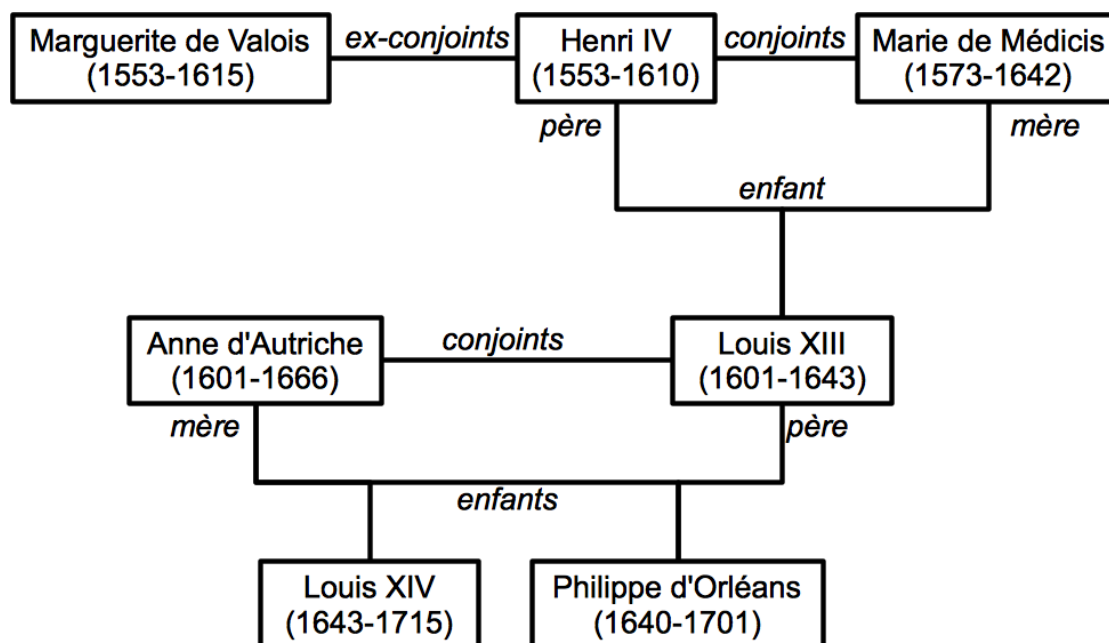 Marguerite de Valois
(1553-1615)
ex-conjoints
Henri IV
(1553-1610)
conjoints
Marie de Médicis
(1573-1642)
père
mère
enfant
Anne d'Autriche
(1601-1666)
conjoints
Louis XIII
(1601-1643)
mère
père
enfants
Louis XIV
(1643-1715)
Philippe d'Orléans
(1640-1701)